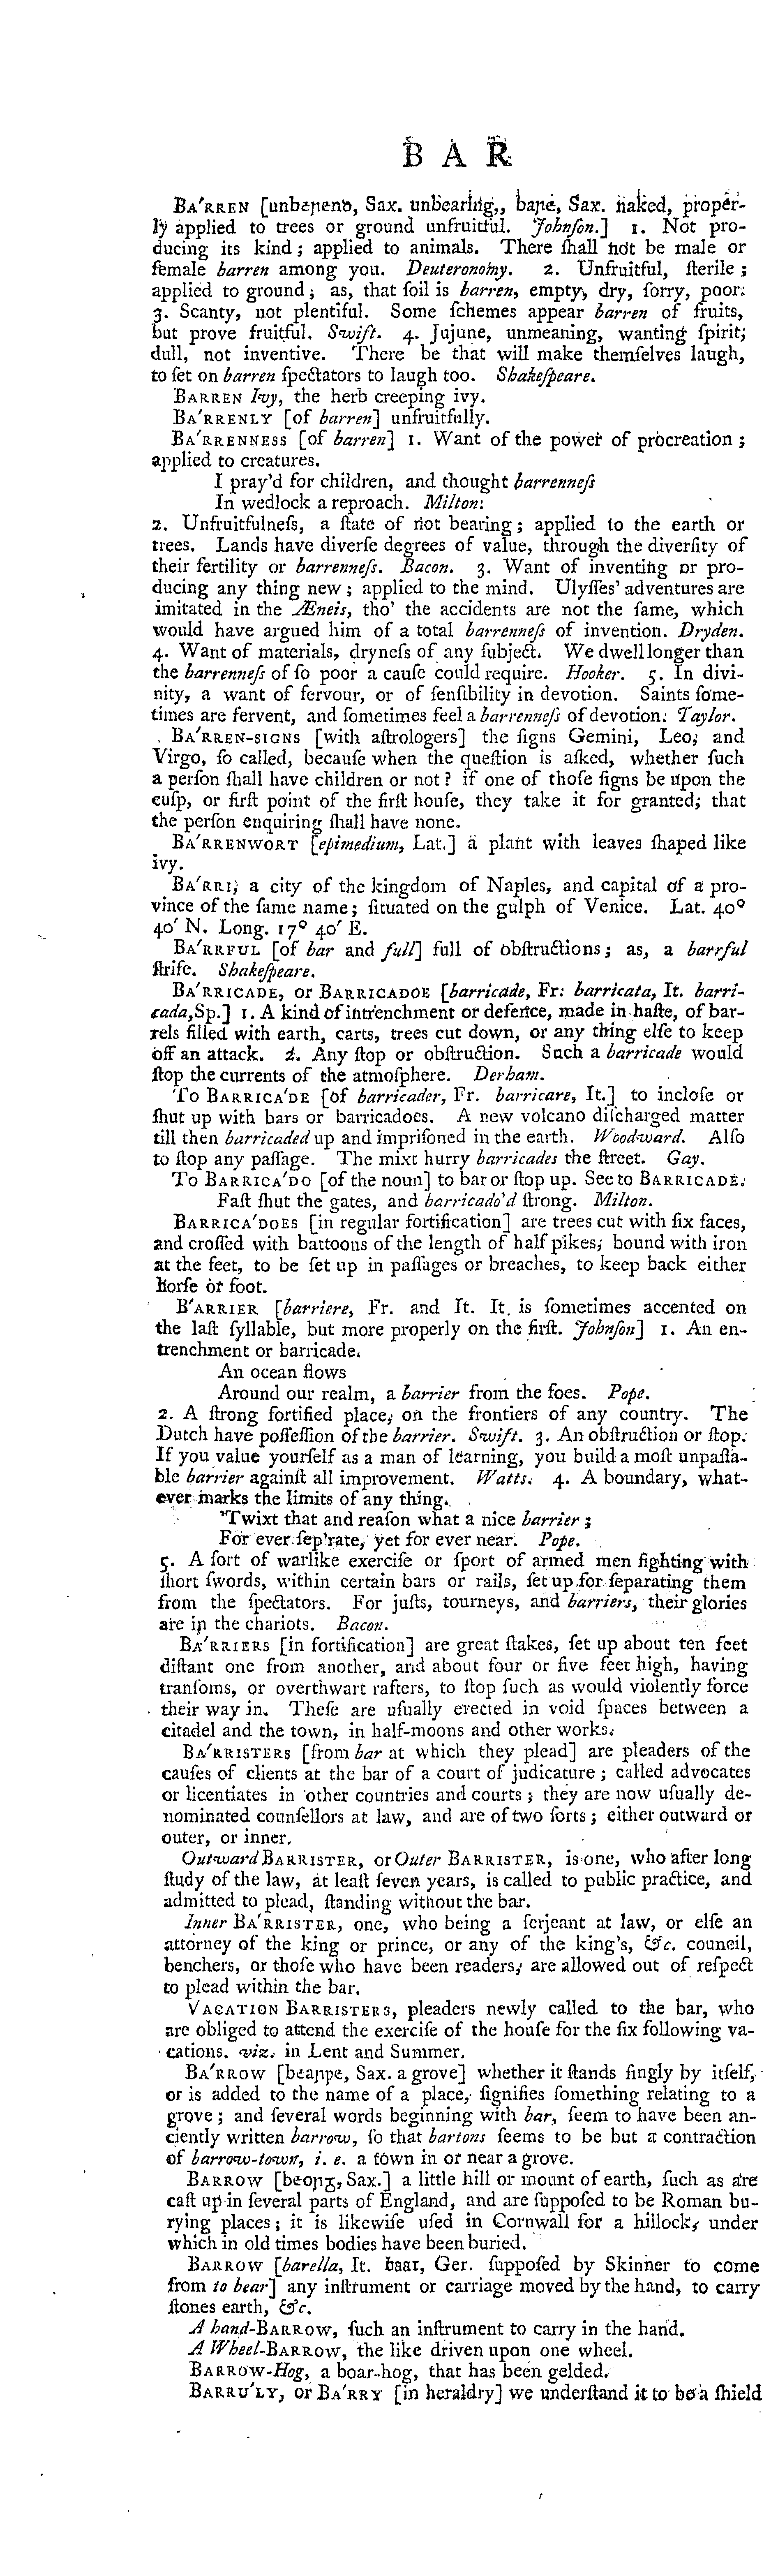 B A R
BA′RREN [unbeꞃenꝺ, Sax. unbearing,, baꞃe, Sax. naked, proper-
ly applied to trees or ground unfruitful. Johnſon.] 1. Not pro-
ducing its kind; applied to animals. There ſhall not be male or
female barren among you. Deuteronomy. 2. Unfruitful, ſterile;
applied to ground; as, that ſoil is barren, empty, dry, ſorry, poor.
3. Scanty, not plentiful. Some ſchemes appear barren of fruits,
but prove fruitful. Swift. 4. Jujune, unmeaning, wanting ſpirit;
dull, not inventive. There be that will make themſelves laugh,
to ſet on barren ſpectators to laugh too. Shakeſpeare.
BARREN Ivy, the herb creeping ivy.
BA′RRENLY [of barren] unfruitfully.
BA′RRENNESS [of barren] 1. Want of the power of procreation;
applied to creatures.
I pray'd for children, and thought barrenneſs
In wedlock a reproach. Milton:
2. Unfruitfulneſs, a ſtate of not bearing; applied to the earth or
trees. Lands have diverſe degrees of value, through the diverſity of
their fertility or barrenneſs. Bacon. 3. Want of inventing or pro-
ducing any thing new; applied to the mind. Ulyſſes' adventures are
imitated in the Æneis, tho' the accidents are not the ſame, which
would have argued him of a total barrenneſs of invention. Dryden.
4. Want of materials, dryneſs of any ſubject. We dwell longer than
the barrenneſs of ſo poor a cauſe could require. Hooker. 5. In divi-
nity, a want of fervour, or of ſenſibility in devotion. Saints ſome-
times are fervent, and ſometimes feel a barrenneſs of devotion. Taylor.
BA′RREN-SIGNS [with aſtrologers] the ſigns Gemini, Leo, and
Virgo, ſo called, becauſe when the queſtion is aſked, whether ſuch
a perſon ſhall have children or not? if one of thoſe ſigns be upon the
cuſp, or firſt point of the firſt houſe, they take it for granted, that
the perſon enquiring ſhall have none.
BA′RRENWORT [epimedium, Lat.] a plant with leaves ſhaped like
ivy.
BA′RRI, a city of the kingdom of Naples, and capital of a pro-
vince of the ſame name; ſituated on the gulph of Venice. Lat. 40°
40′ N. Long. 17° 40′ E.
BA′RRFUL [of bar and full] full of obſtructions; as, a barrful
ſtrife. Shakeſpeare.
BA′RRICADE, or BARRICADOE [barricade, Fr. barricata, It. barri-
cada, Sp.] 1. A kind of intrenchment or defence, made in haſte, of bar-
rels filled with earth, carts, trees cut down, or any thing elſe to keep
off an attack. 2. Any ſtop or obſtruction. Such a barricade would
ſtop the currents of the atmoſphere. Derham.
To BARRICA′DE [of barricader, Fr. barricare, It.] to incloſe or
ſhut up with bars or barricadoes. A new volcano diſcharged matter
till then barricaded up and impriſoned in the earth. Woodward. Alſo
to ſtop any paſſage. The mixt hurry barricades the ſtreet. Gay.
To BARRICA′DO [of the noun] to bar or ſtop up. See to BARRICADE.
Faſt ſhut the gates, and barricado'd ſtrong. Milton.
BARRICA′DOES [in regular fortification] are trees cut with ſix faces,
and croſſed with battoons of the length of half pikes, bound with iron
at the feet, to be ſet up in paſſages or breaches, to keep back either
horſe or foot.
B′ARRIER [barriere, Fr. and It. It is ſometimes accented on
the laſt ſyllable, but more properly on the firſt. Johnſon] 1. An en-
trenchment or barricade.
An ocean flows
Around our realm, a barrier from the foes. Pope.
2. A ſtrong fortified place, on the frontiers of any country. The
Dutch have poſſeſſion of the barrier. Swift. 3. An obſtruction or ſtop.
If you value yourſelf as a man of learning, you build a moſt unpaſſa-
ble barrier againſt all improvement. Watts. 4. A boundary, what-
ever marks the limits of any thing.
'Twixt that and reaſon what a nice barrier;
For ever ſep'rate, yet for ever near. Pope.
5. A ſort of warlike exerciſe or ſport of armed men fighting with
ſhort ſwords, within certain bars or rails, ſet up for ſeparating them
from the ſpectators. For juſts, tourneys, and barriers, their glories
are in the chariots. Bacon.
BA′RRIERS [in fortification] are great ſtakes, ſet up about ten feet
diſtant one from another, and about four or five feet high, having
tranſoms, or overthwart rafters, to ſtop ſuch as would violently force
their way in. Theſe are uſually erected in void ſpaces between a
citadel and the town, in half-moons and other works.
BA′RRISTERS [from bar at which they plead] are pleaders of the
cauſes of clients at the bar of a court of judicature; called advocates
or licentiates in other countries and courts; they are now uſually de-
nominated counſellors at law, and are of two ſorts; either outward or
outer, or inner.
Outward BARRISTER, or Outer BARRISTER, is one, who after long
ſtudy of the law, at leaſt ſeven years, is called to public practice, and
admitted to plead, ſtanding without the bar.
Inner BA′RRISTER, one, who being a ſerjeant at law, or elſe an
attorney of the king or prince, or any of the king's, &c. council,
benchers, or thoſe who have been readers, are allowed out of reſpect
to plead within the bar.
VACATION BARRISTERS, pleaders newly called to the bar, who
are obliged to attend the exerciſe of the houſe for the ſix following va-
cations. viz. in Lent and Summer.
BA′RROW [beaꞃꞃe, Sax. a grove] whether it ſtands ſingly by itſelf,
or is added to the name of a place, ſignifies ſomething relating to a
grove; and ſeveral words beginning with bar, ſeem to have been an-
ciently written barrow, ſo that bartons ſeems to be but a contraction
of barrow-town, i. e. a town in or near a grove.
BARROW [beoꞃᵹ, Sax.] a little hill or mount of earth, ſuch as are
caſt up in ſeveral parts of England, and are ſuppoſed to be Roman bu-
rying places; it is likewiſe uſed in Cornwall for a hillock, under
which in old times bodies have been buried.
BARROW [barella, It. baar, Ger. ſuppoſed by Skinner to come
from to bear] any inſtrument or carriage moved by the hand, to carry
ſtones earth, &c.
A hand-BARROW, ſuch an inſtrument to carry in the hand.
A Wheel-BARROW, the like driven upon one wheel.
BARROW-Hog, a boar-hog, that has been gelded.
BARRU′LY, or BA′RRY [in heraldry] we underſtand it to be a ſhield